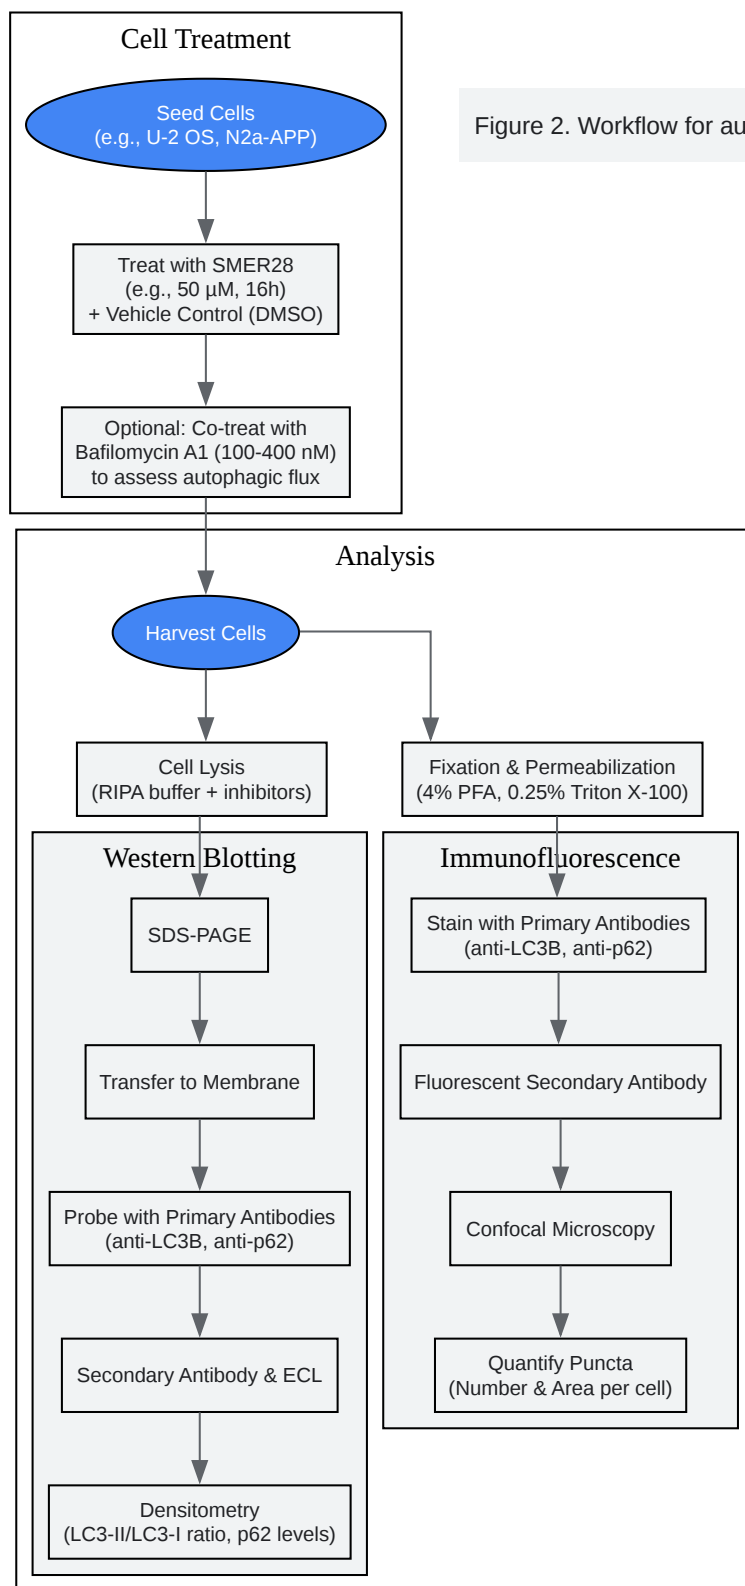 Cell Treatment
Seed Cells
(e.g., U-2 OS, N2a-APP)
Figure 2. Workflow for au
Treat with SMER28
(e.g., 50 µM, 16h)
+ Vehicle Control (DMSO)
Optional: Co-treat with
Bafilomycin A1 (100-400 nM)
to assess autophagic flux
Analysis
Harvest Cells
Cell Lysis
(RIPA buffer + inhibitors)
Fixation & Permeabilization
(4% PFA, 0.25% Triton X-100)
Western Blotting
SDS-PAGE
Transfer to Membrane
Probe with Primary Antibodies
(anti-LC3B, anti-p62)
Secondary Antibody & ECL
Densitometry
(LC3-II/LC3-I ratio, p62 levels)
Immunofluorescence
Stain with Primary Antibodies
(anti-LC3B, anti-p62)
Fluorescent Secondary Antibody
Confocal Microscopy
Quantify Puncta
(Number & Area per cell)